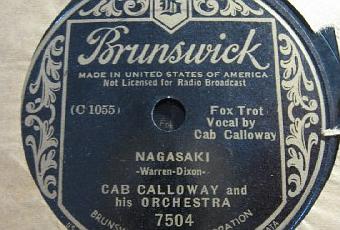 B
Brunswick
MADE IN UNITED STATES OF AMERICA
Not Licensed for Radio Broadcast
(C 1055)
Fox Trot
Vocal by
Cab Calloway
NAGASAKI
-Warren-Dixon-
CAB CALLOWAY and
his ORCHESTRA
7504